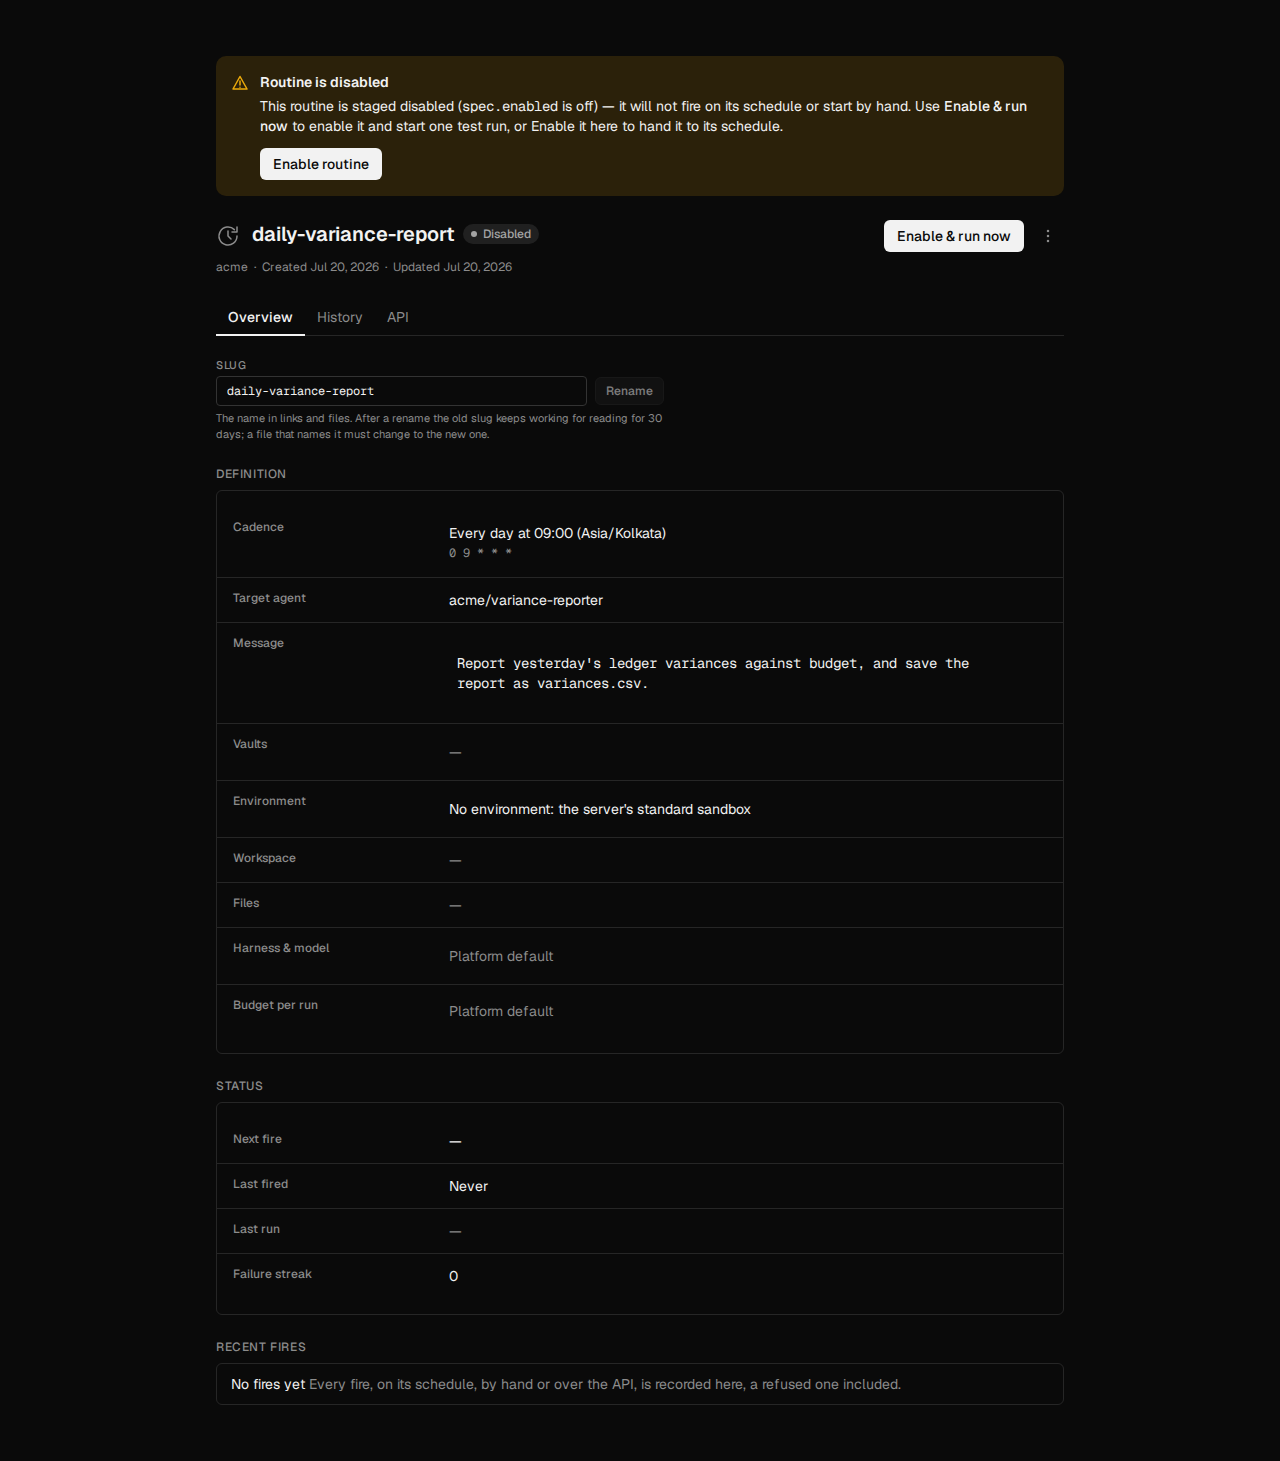 Routine is disabled
This routine is staged disabled (spec.enabled is off) — it will not fire on its schedule or start by hand. Use Enable & run
now to enable it and start one test run, or Enable it here to hand it to its schedule.
Enable routine
daily-variance-report
Disabled
Enable & run now
acme · Created Jul 20, 2026 · Updated Jul 20, 2026
Overview History API
SLUG
daily-variance-report
Rename
The name in links and files. After a rename the old slug keeps working for reading for 30
days; a file that names it must change to the new one.
DEFINITION
Cadence
Every day at 09:00 (Asia/Kolkata)
0 9 * * *
Target agent
acme/variance-reporter
Message
Report yesterday's ledger variances against budget, and save the
report as variances.csv.
Vaults
—
Environment
No environment: the server's standard sandbox
Workspace
—
Files
—
Harness & model
Platform default
Budget per run
Platform default
STATUS
Next fire
—
Last fired
Never
Last run
—
Failure streak
0
RECENT FIRES
No fires yet Every fire, on its schedule, by hand or over the API, is recorded here, a refused one included.